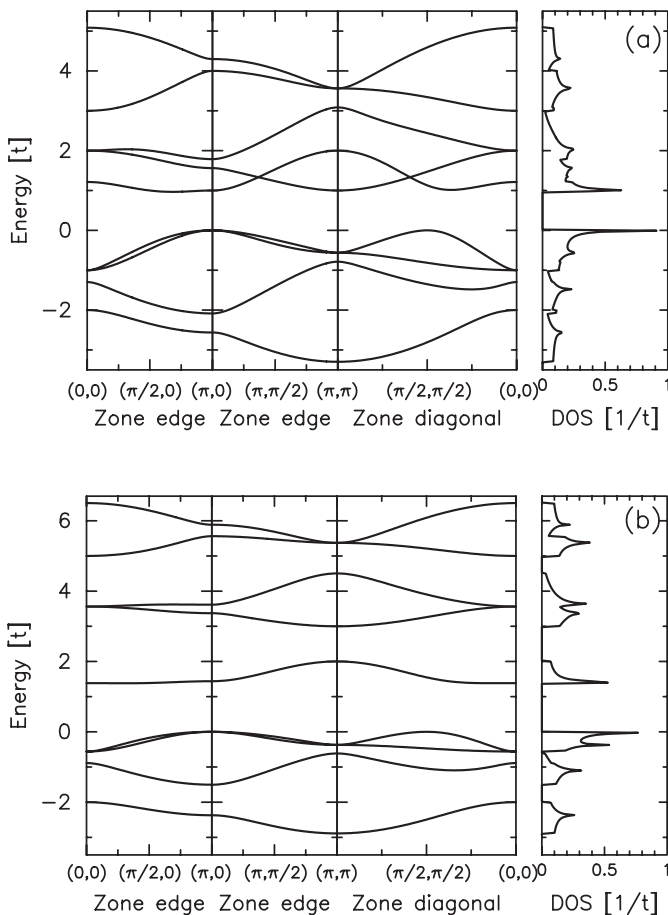 (a)
4
2
0
−2
Energy [t]
(0,0) (π/2,0) (π,0) (π,π/2) (π,π) (π/2,π/2) (0,0)
0 0.5 1
Zone edge Zone edge Zone diagonal
DOS [1/t]
(b)
6
4
2
0
−2
Energy [t]
(0,0) (π/2,0) (π,0) (π,π/2) (π,π) (π/2,π/2) (0,0)
0 0.5 1
Zone edge Zone edge Zone diagonal
DOS [1/t]